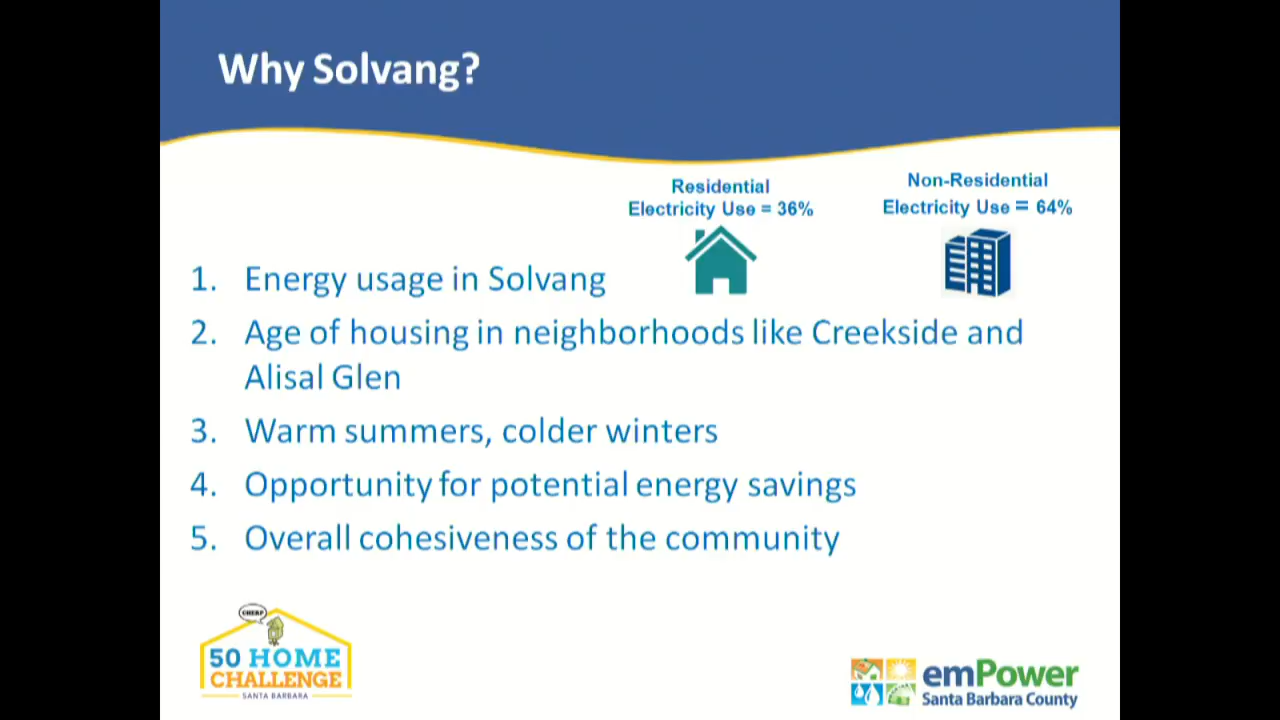 Why Solvang?
Residential
Electricity Use = 36%
Non-Residential
Electricity Use = 64%
1. Energy usage in Solvang
2. Age of housing in neighborhoods like Creekside and
Alisal Glen
3. Warm summers, colder winters
4. Opportunity for potential energy savings
5. Overall cohesiveness of the community
CHERP
50 HOME
CHALLENGE
SANTA BARBARA
emPower
Santa Barbara County